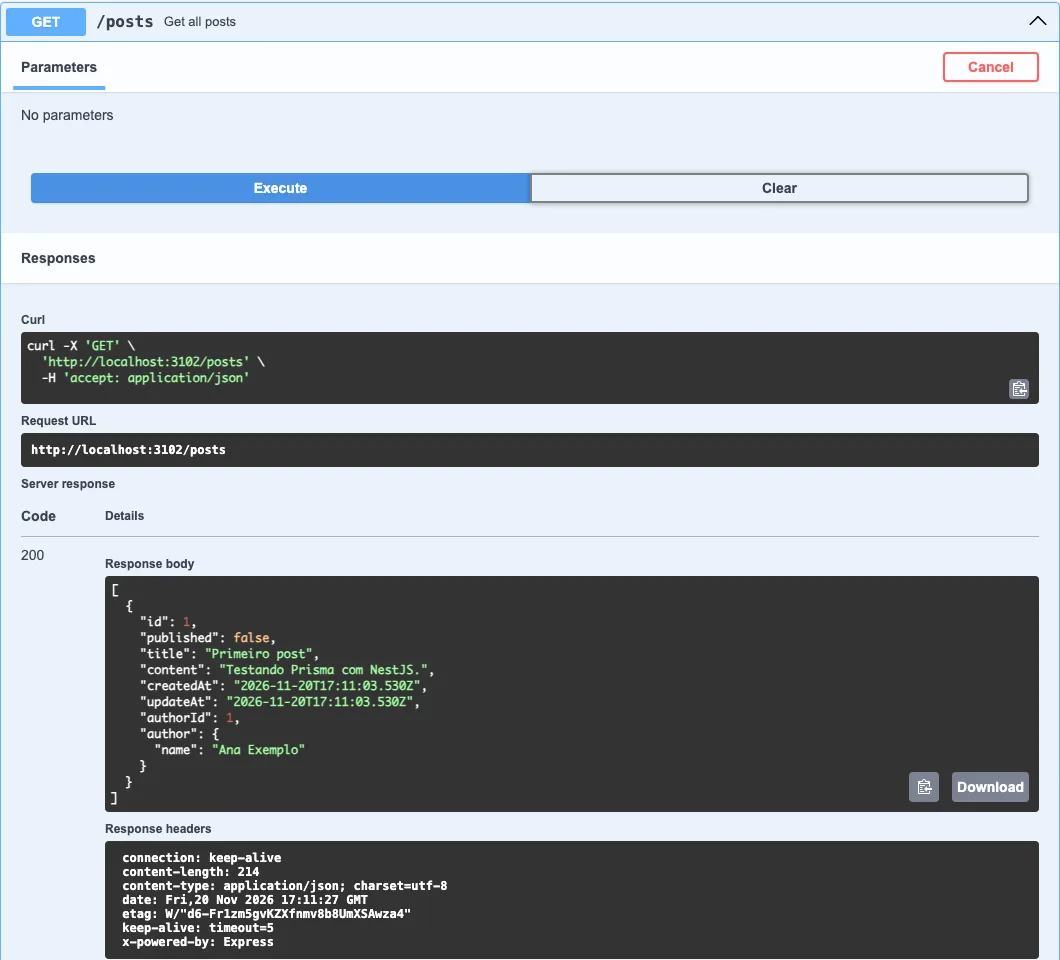 GET /posts Get all posts
Parameters
Cancel
No parameters
Execute
Clear
Responses
Curl
curl -X 'GET' \
  'http://localhost:3102/posts' \
  -H 'accept: application/json'
Request URL
http://localhost:3102/posts
Server response
Code Details
200
Response body
[
  {
    "id": 1,
    "published": false,
    "title": "Primeiro post",
    "content": "Testando Prisma com NestJS.",
    "createdAt": "2026-11-20T17:11:03.530Z",
    "updateAt": "2026-11-20T17:11:03.530Z",
    "authorId": 1,
    "author": {
      "name": "Ana Exemplo"
    }
  }
]
Download
Response headers
connection: keep-alive
content-length: 214
content-type: application/json; charset=utf-8
date: Fri,20 Nov 2026 17:11:27 GMT
etag: W/"d6-Fr1zm5gvKZXfnmv8b8UmXSAwza4"
keep-alive: timeout=5
x-powered-by: Express